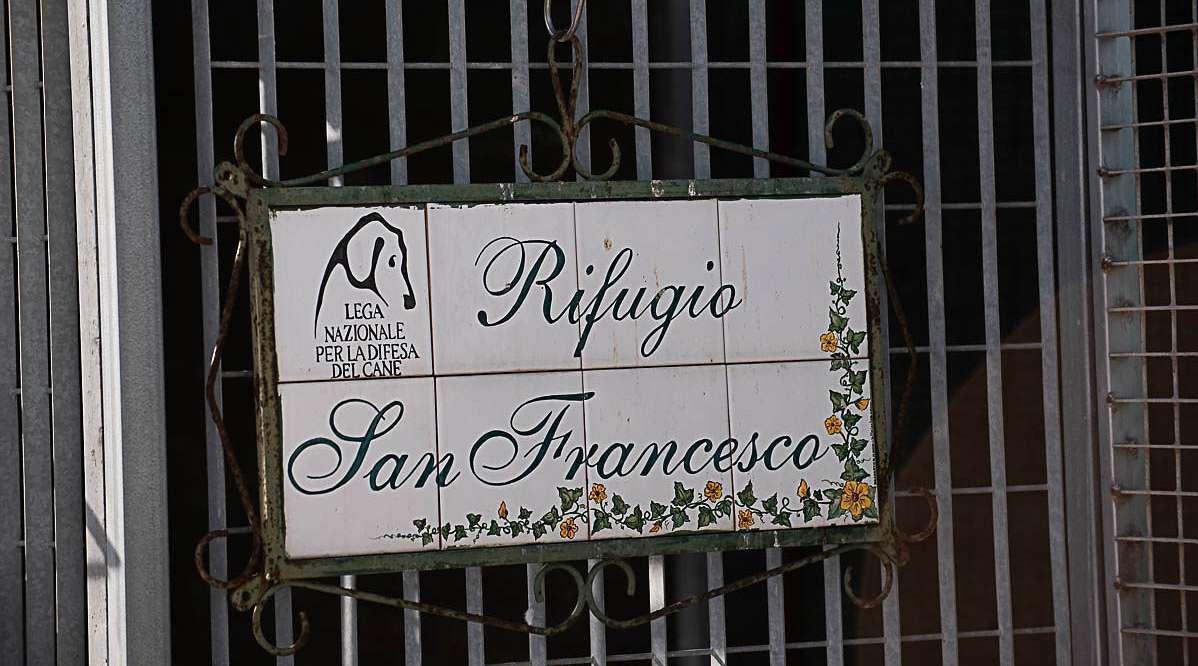 LEGA
NAZIONALE
PER LA DIFESA
DEL CANE
Rifugio
San Francesco